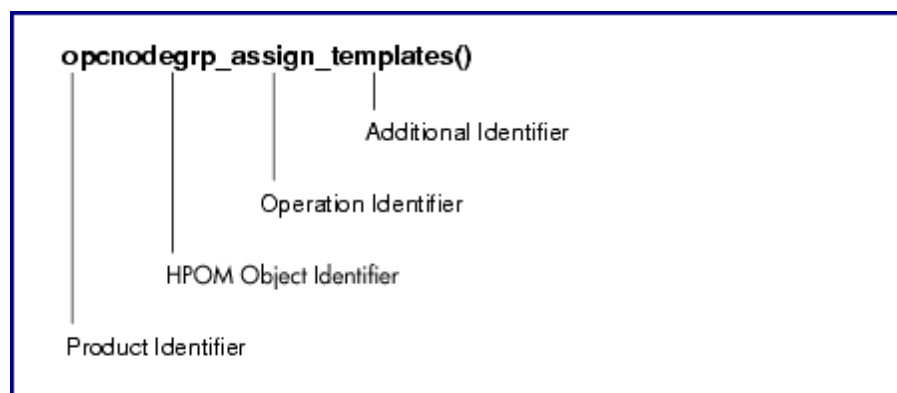 opcnodegrp_assign_templates()
Additional Identifier
Operation Identifier
HPOM Object Identifier
Product Identifier